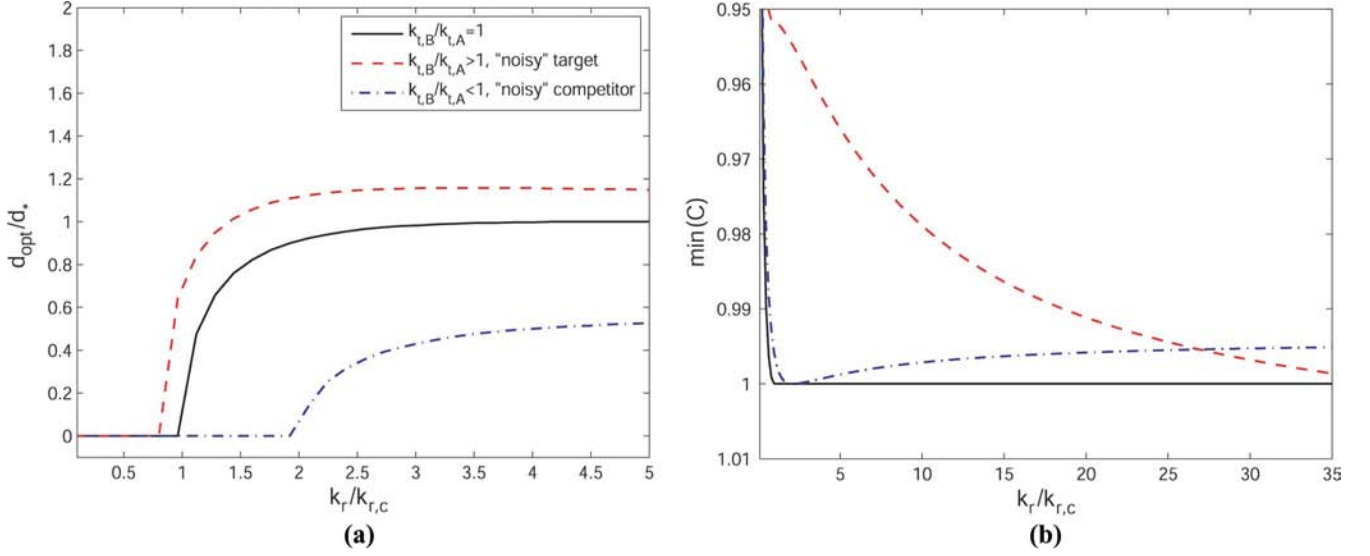 2
1.8
1.6
1.4
1.2
1
0.8
0.6
0.4
0.2
0
d_opt/d_*
k_t,B/k_t,A=1
k_t,B/k_t,A>1, "noisy" target
k_t,B/k_t,A<1, "noisy" competitor
0.5 1 1.5 2 2.5 3 3.5 4 4.5 5
k_r/k_r,c
(a)
0.95
0.96
0.97
0.98
0.99
1
1.01
min(C)
5 10 15 20 25 30 35
k_r/k_r,c
(b)